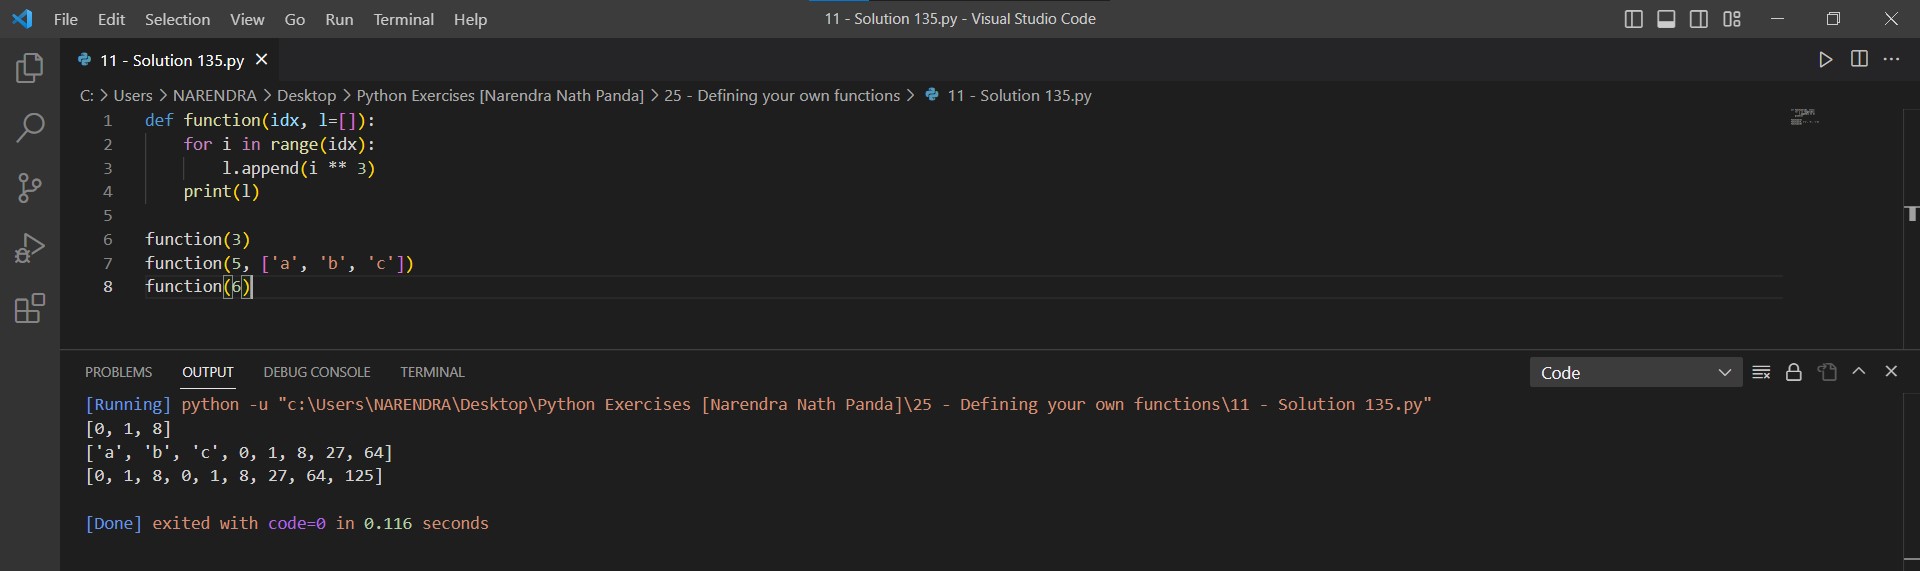 File Edit Selection View Go Run Terminal Help 11 - Solution 135.py - Visual Studio Code
11 - Solution 135.py
C: > Users > NARENDRA > Desktop > Python Exercises [Narendra Nath Panda] > 25 - Defining your own functions > 11 - Solution 135.py
1 def function(idx, l=[]):
2     for i in range(idx):
3         l.append(i ** 3)
4     print(l)
5
6 function(3)
7 function(5, ['a', 'b', 'c'])
8 function(6)
PROBLEMS OUTPUT DEBUG CONSOLE TERMINAL Code
[Running] python -u "c:\Users\NARENDRA\Desktop\Python Exercises [Narendra Nath Panda]\25 - Defining your own functions\11 - Solution 135.py"
[0, 1, 8]
['a', 'b', 'c', 0, 1, 8, 27, 64]
[0, 1, 8, 0, 1, 8, 27, 64, 125]
[Done] exited with code=0 in 0.116 seconds